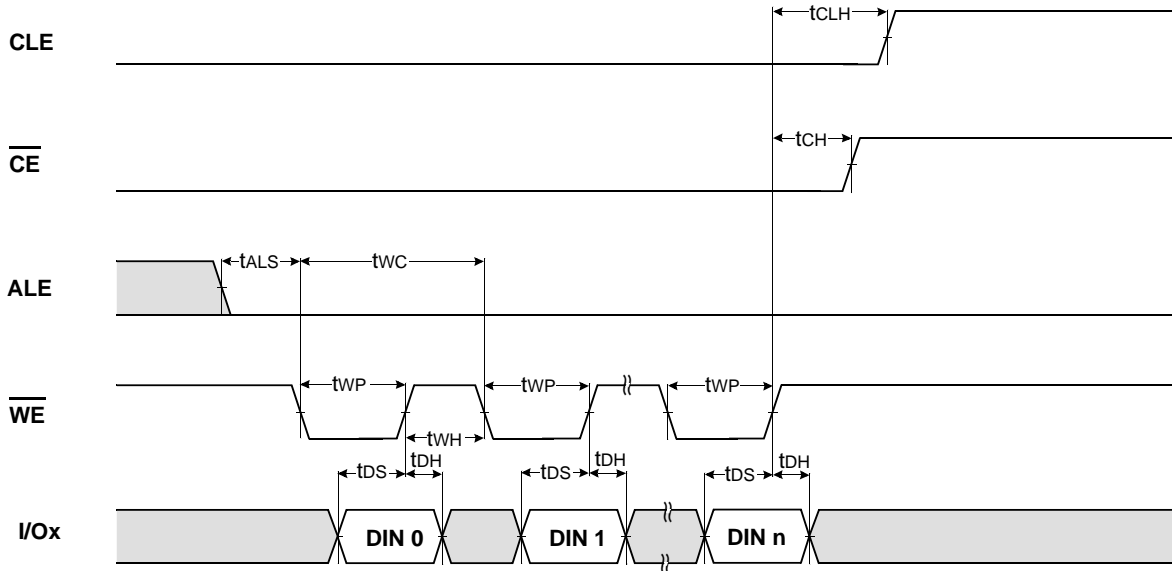 tCLH
CLE
tCH
CE
tALS
tWC
ALE
tWP
tWP
tWP
WE
tWH
tDS
tDH
tDS
tDH
tDS
tDH
I/Ox
DIN 0
DIN 1
DIN n